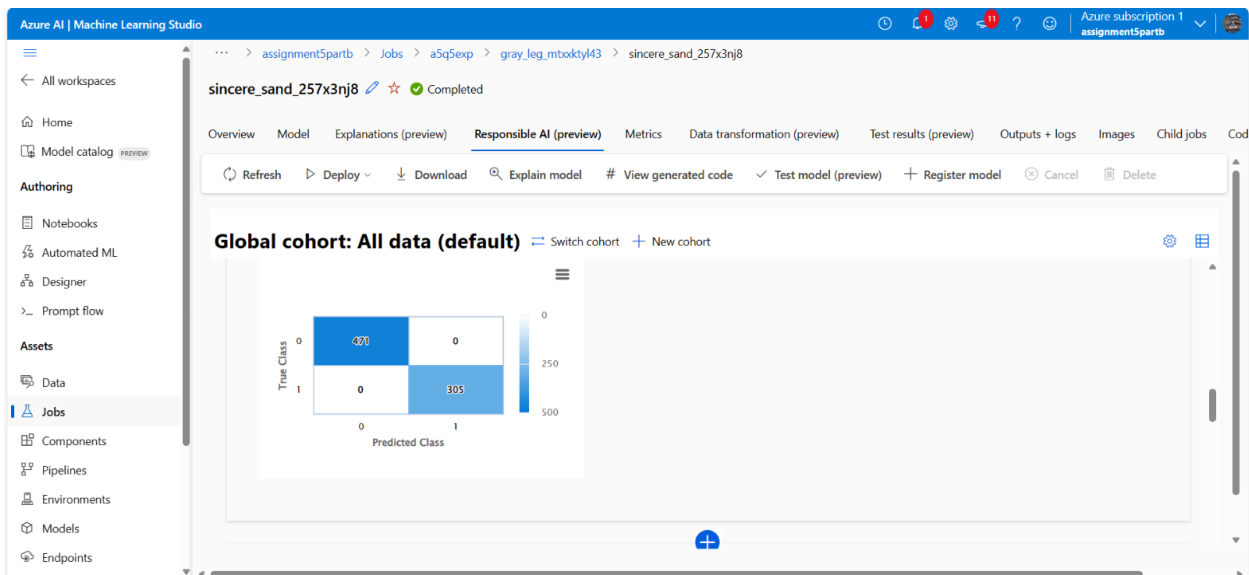 Azure AI | Machine Learning Studio
1
11
?
Azure subscription 1
assignment5partb
All workspaces
Home
Model catalog PREVIEW
Authoring
Notebooks
Automated ML
Designer
Prompt flow
Assets
Data
Jobs
Components
Pipelines
Environments
Models
Endpoints
... > assignment5partb > Jobs > a5q5exp > gray_leg_mtxxktyl43 > sincere_sand_257x3nj8
sincere_sand_257x3nj8 Completed
Overview Model Explanations (preview) Responsible AI (preview) Metrics Data transformation (preview) Test results (preview) Outputs + logs Images Child jobs Cod
Refresh Deploy Download Explain model # View generated code Test model (preview) + Register model Cancel Delete
Global cohort: All data (default) Switch cohort + New cohort
True Class
0 471 0
1 0 305
0 1
Predicted Class
0
250
500